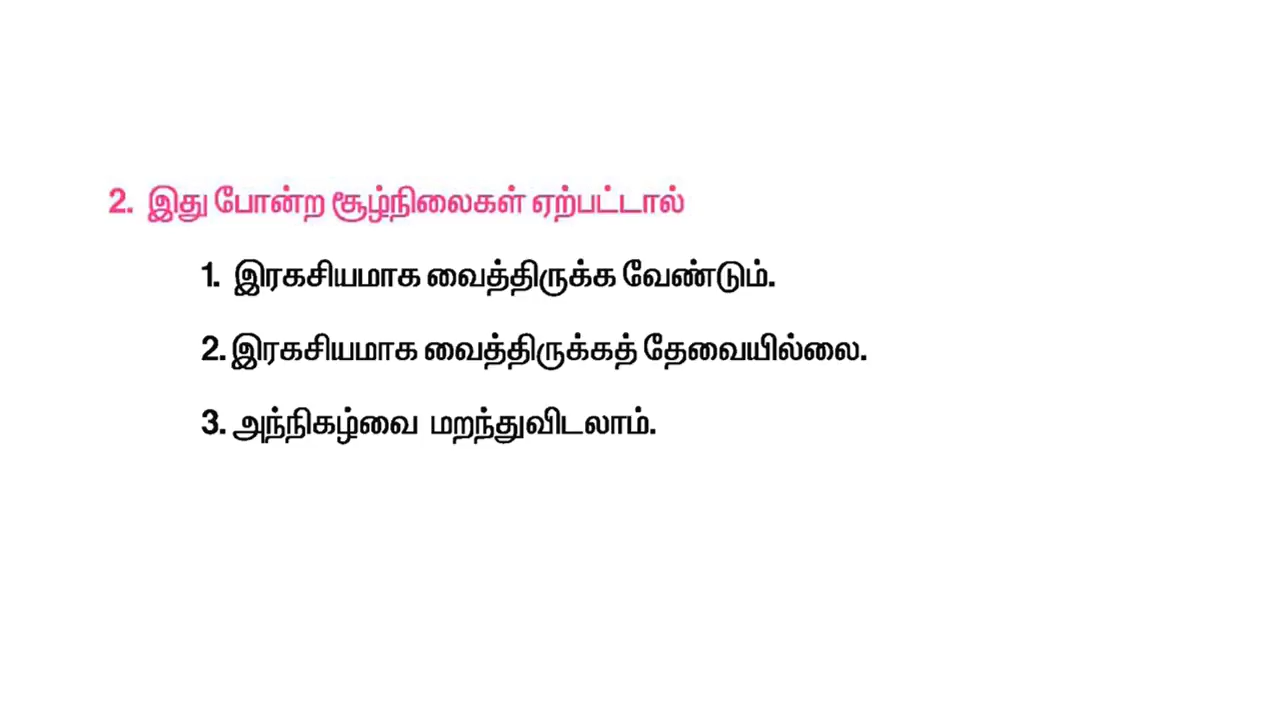 2. இது போன்ற சூழ்நிலைகள் ஏற்பட்டால்
1. இரகசியமாக வைத்திருக்க வேண்டும்.
2. இரகசியமாக வைத்திருக்கத் தேவையில்லை.
3. அந்நிகழ்வை மறந்துவிடலாம்.